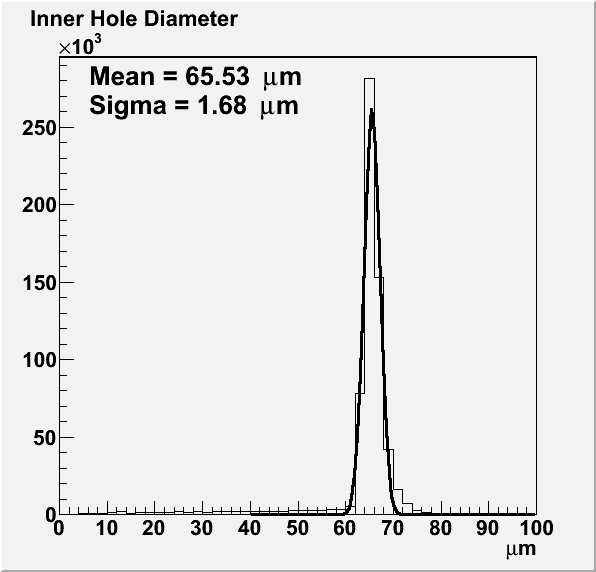 Inner Hole Diameter
×10³
Mean = 65.53 μm
Sigma = 1.68 μm
250
200
150
100
50
0
0 10 20 30 40 50 60 70 80 90 100
μm